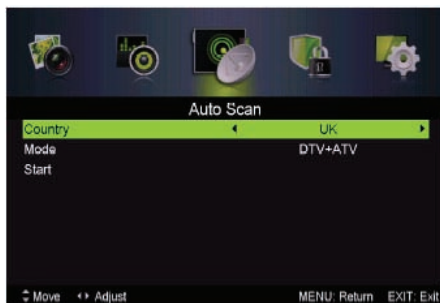 Auto Scan
Country UK
Mode DTV+ATV
Start
Move Adjust MENU: Return EXIT: Exit